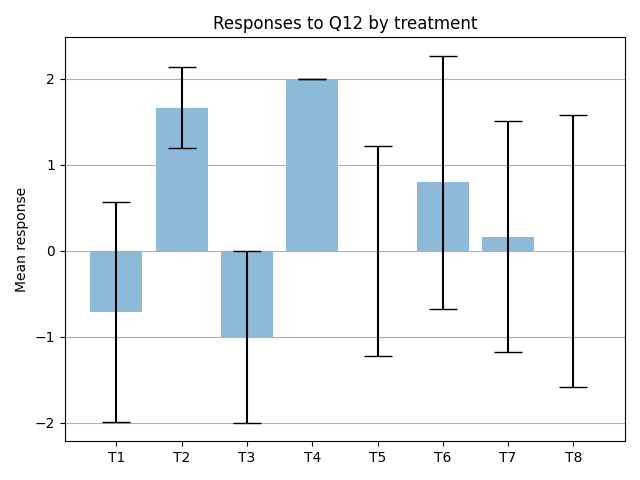 Responses to Q12 by treatment
Mean response
2
1
0
−1
−2
T1 T2 T3 T4 T5 T6 T7 T8